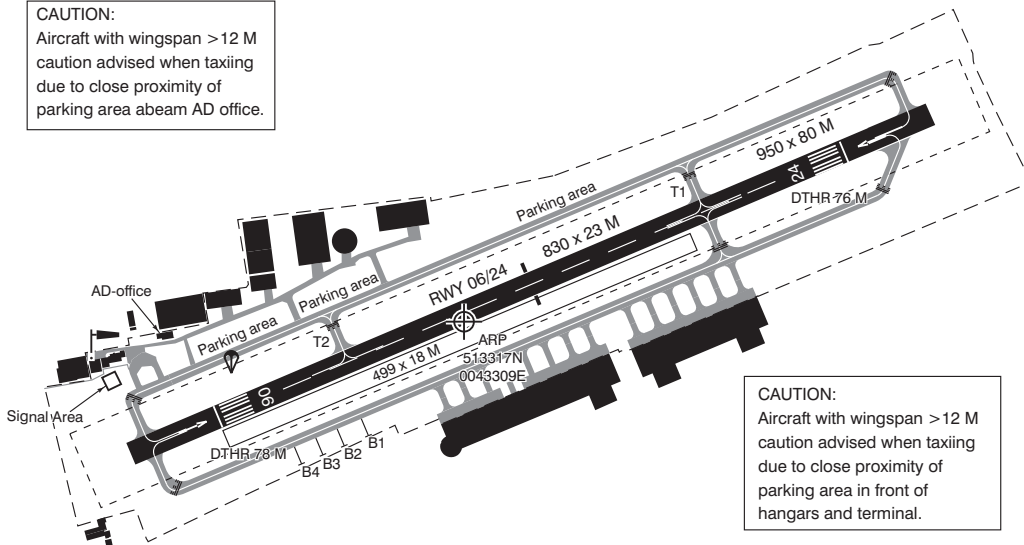 CAUTION:
Aircraft with wingspan >12 M
caution advised when taxiing
due to close proximity of
parking area abeam AD office.
950 x 80 M
24
DTHR 76 M
T1
Parking area
830 x 23 M
RWY 06/24
AD-office
Parking area
Parking area
T2
ARP
513317N
0043309E
499 x 18 M
06
Signal Area
DTHR 78 M
B1
B2
B3
B4
CAUTION:
Aircraft with wingspan >12 M
caution advised when taxiing
due to close proximity of
parking area in front of
hangars and terminal.